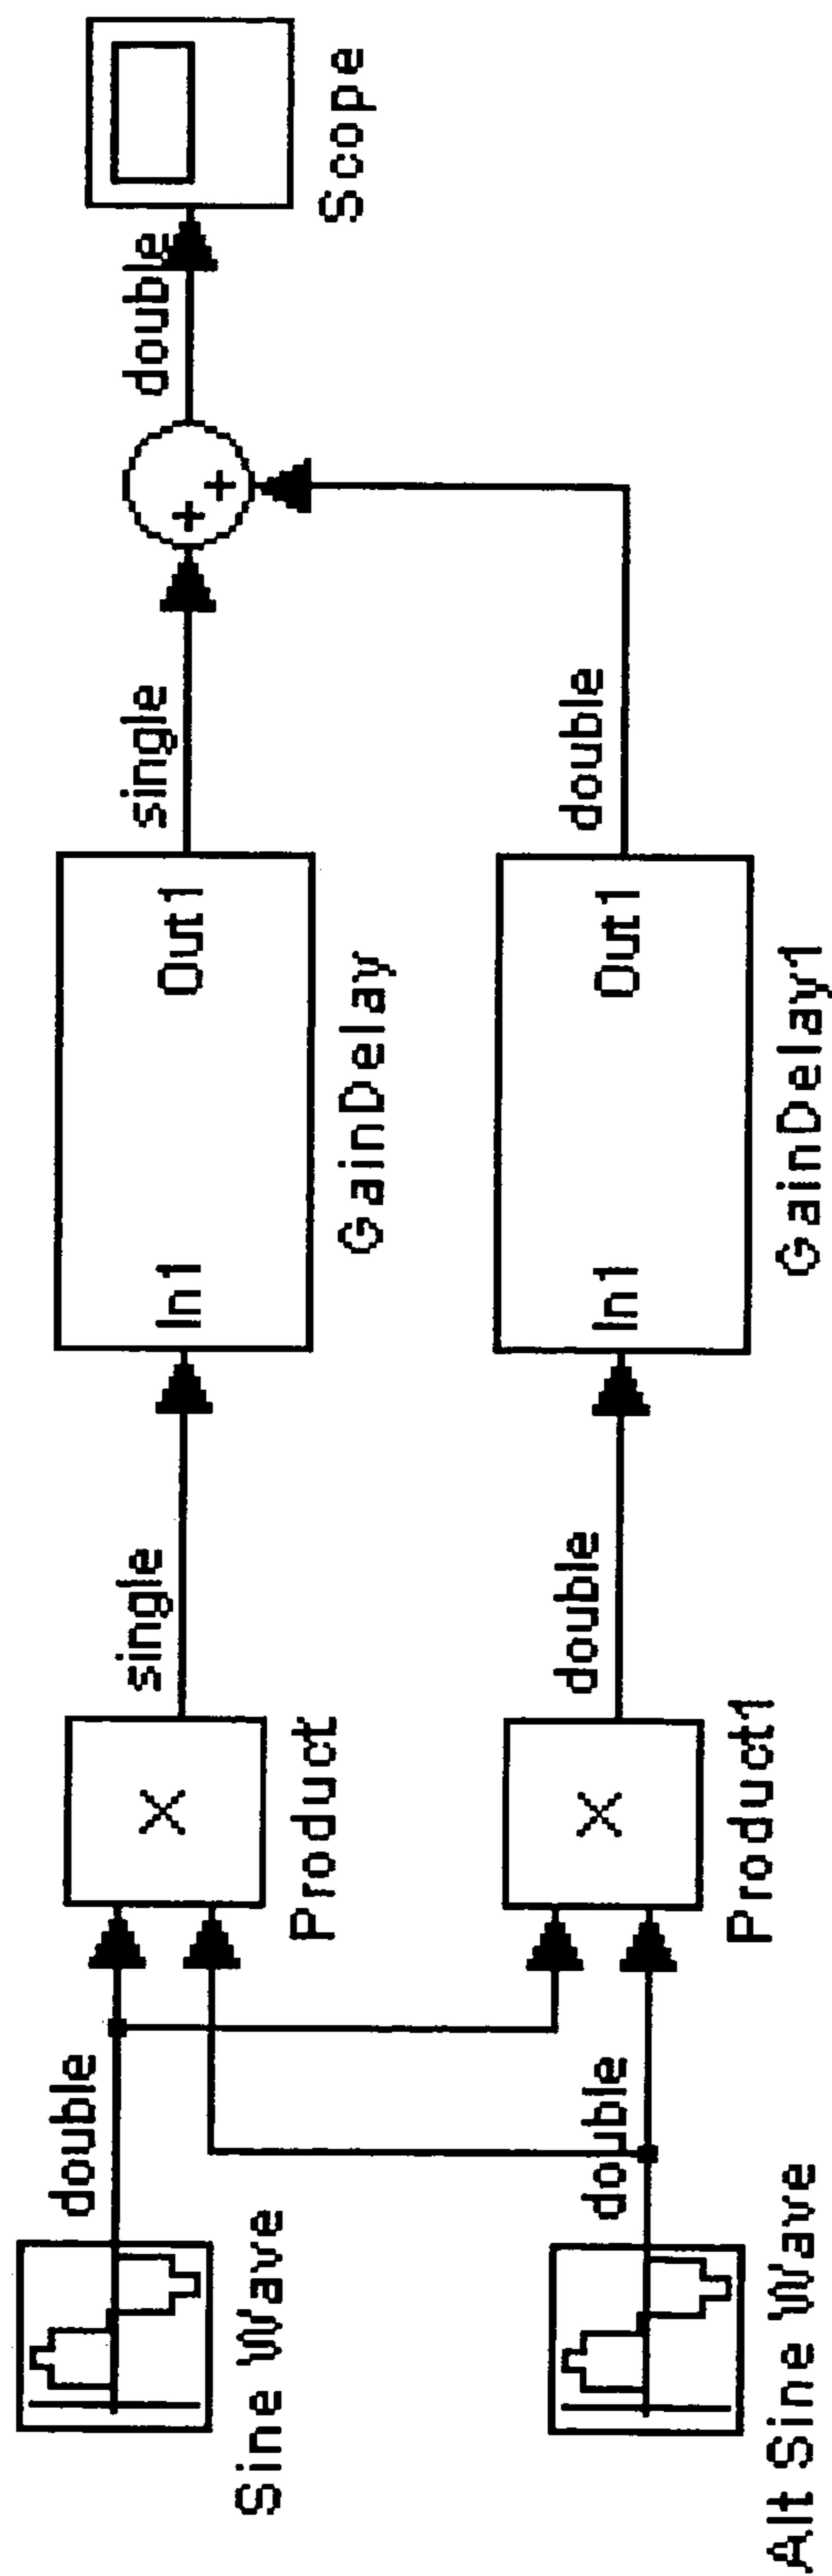 double
single
single
double
×
In1
Out1
+
+
Sine Wave
Product
GainDelay
Scope
double
double
double
×
In1
Out1
Alt Sine Wave
Product1
GainDelay1